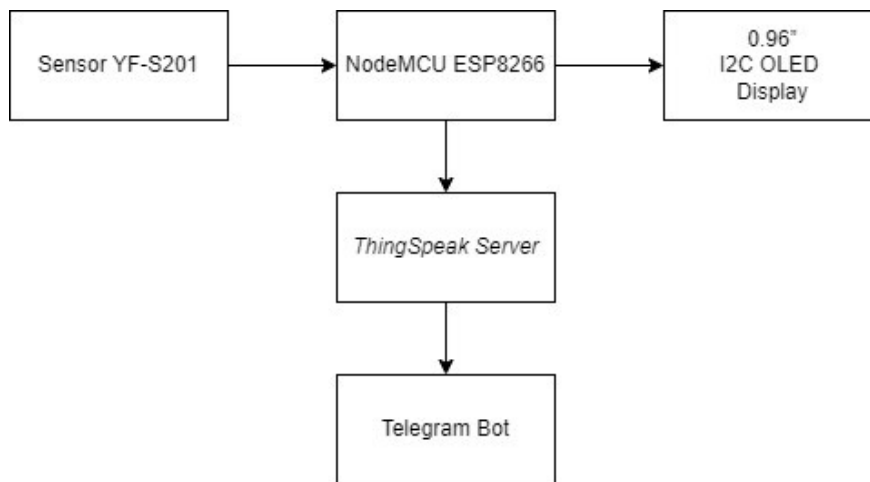 Sensor YF-S201
NodeMCU ESP8266
0.96”
I2C OLED
Display
ThingSpeak Server
Telegram Bot